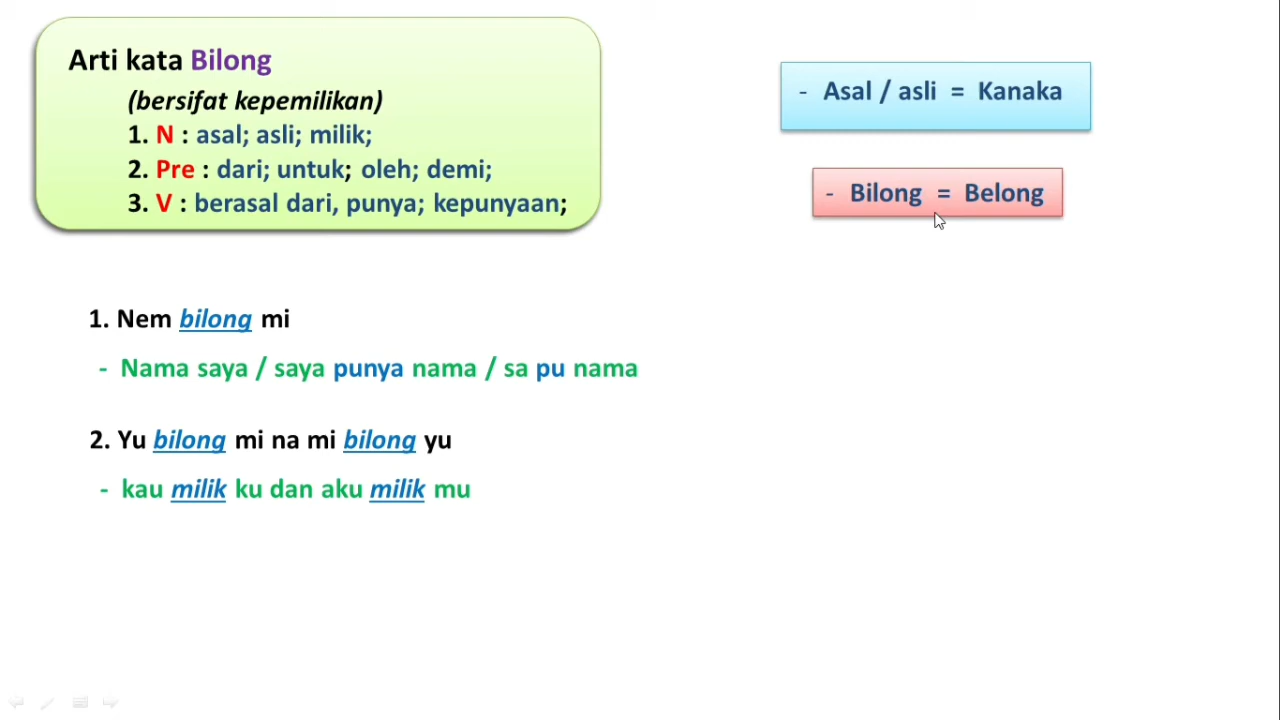 Arti kata Bilong
(bersifat kepemilikan)
1. N : asal; asli; milik;
2. Pre : dari; untuk; oleh; demi;
3. V : berasal dari, punya; kepunyaan;
- Asal / asli = Kanaka
- Bilong = Belong
1. Nem bilong mi
- Nama saya / saya punya nama / sa pu nama
2. Yu bilong mi na mi bilong yu
- kau milik ku dan aku milik mu